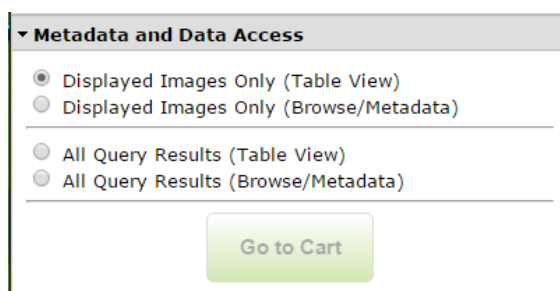 Metadata and Data Access
Displayed Images Only (Table View)
Displayed Images Only (Browse/Metadata)
All Query Results (Table View)
All Query Results (Browse/Metadata)
Go to Cart